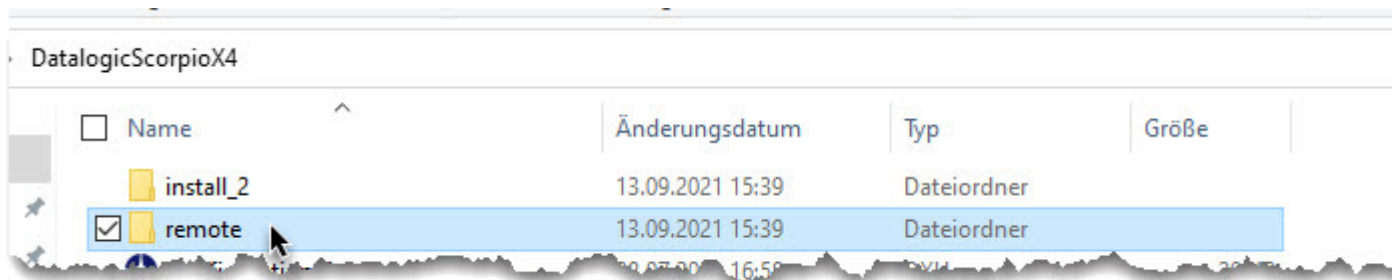 DatalogicScorpioX4
Name Änderungsdatum Typ Größe
install_2 13.09.2021 15:39 Dateiordner
remote 13.09.2021 15:39 Dateiordner